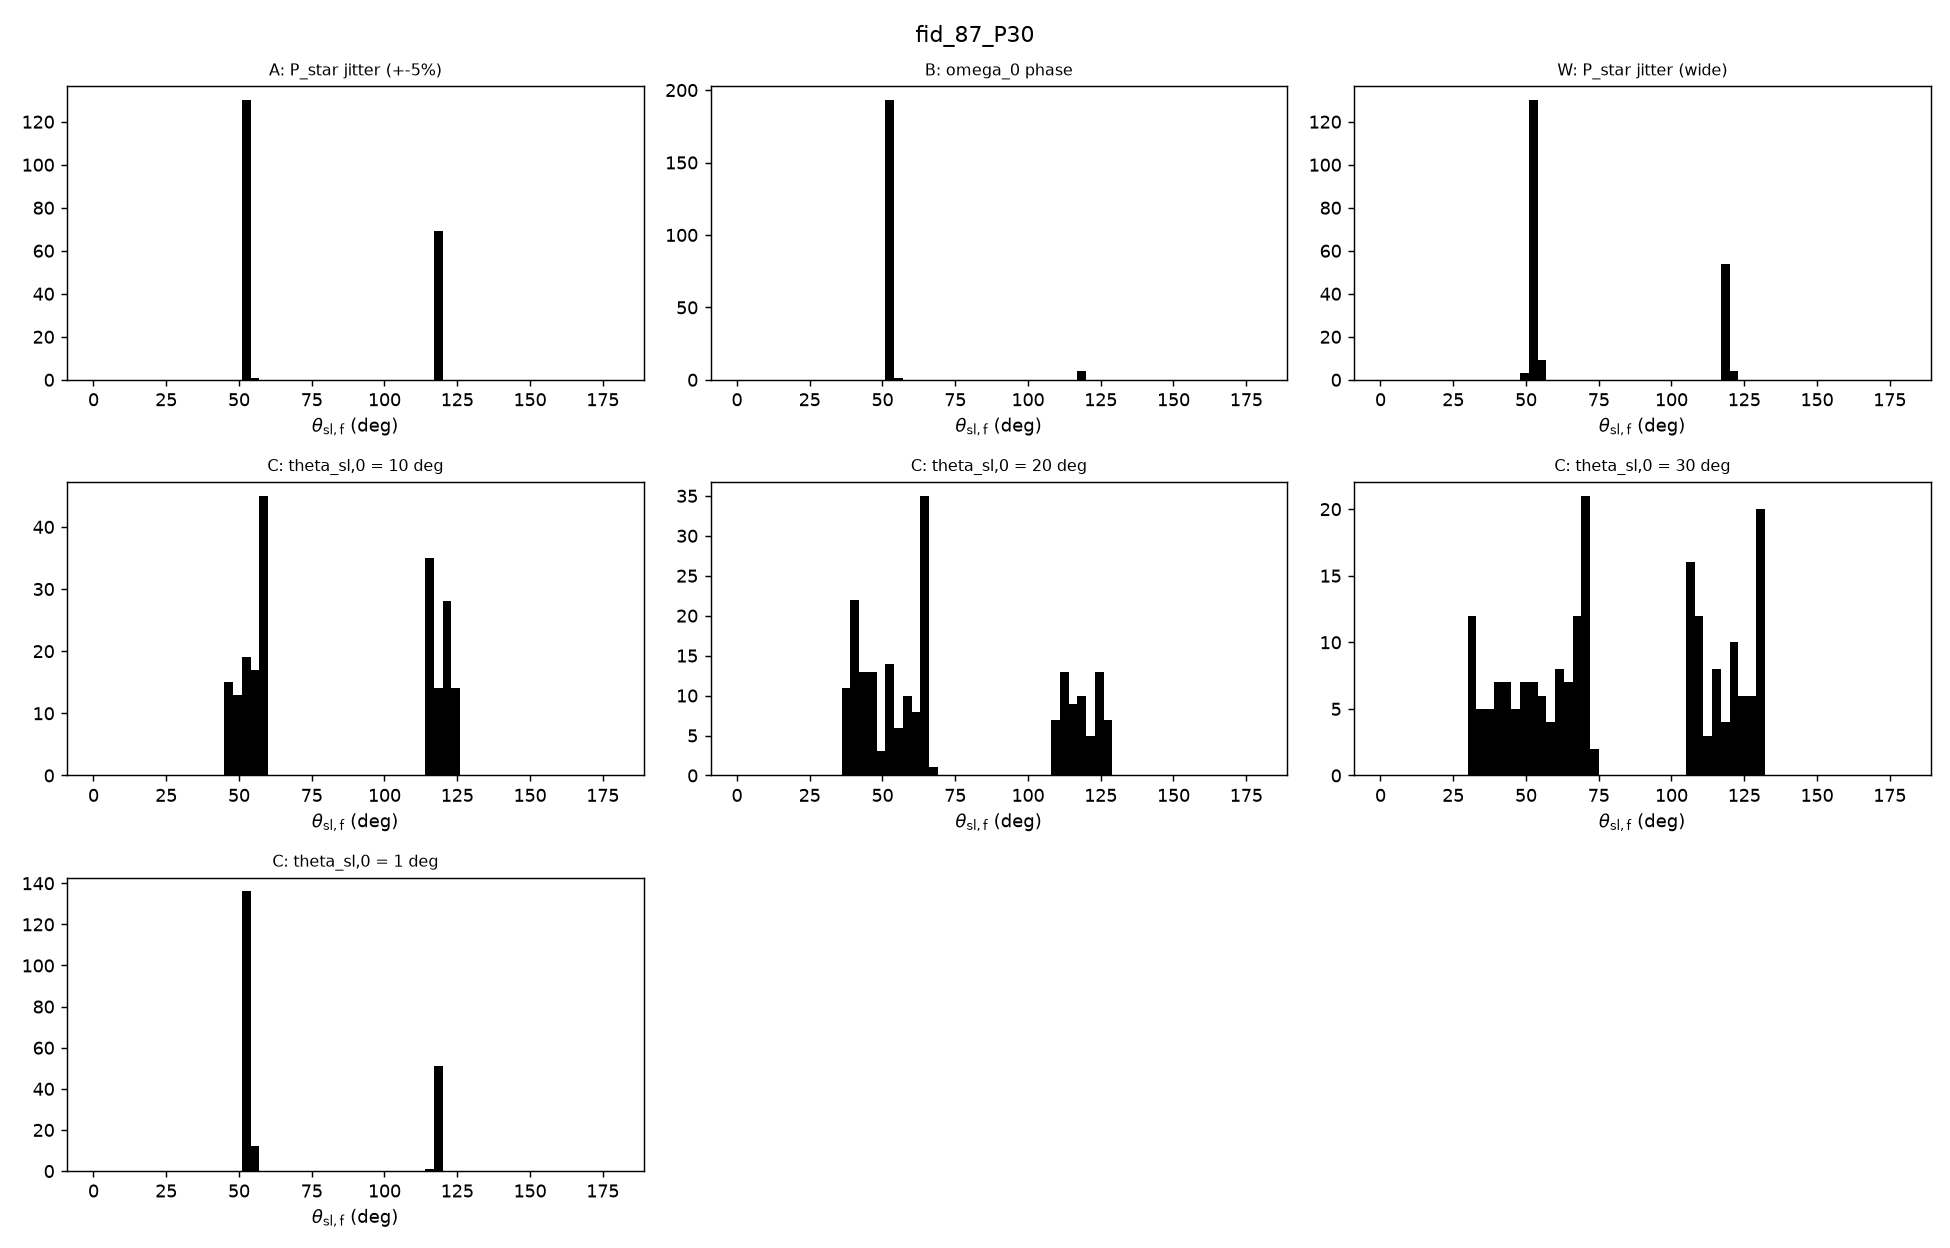 fid_87_P30
A: P_star jitter (+-5%)
B: omega_0 phase
W: P_star jitter (wide)
120
100
80
60
40
20
0
0 25 50 75 100 125 150 175
θsl, f (deg)
200
150
100
50
0
0 25 50 75 100 125 150 175
θsl, f (deg)
120
100
80
60
40
20
0
0 25 50 75 100 125 150 175
θsl, f (deg)
C: theta_sl,0 = 10 deg
C: theta_sl,0 = 20 deg
C: theta_sl,0 = 30 deg
40
30
20
10
0
0 25 50 75 100 125 150 175
θsl, f (deg)
35
30
25
20
15
10
5
0
0 25 50 75 100 125 150 175
θsl, f (deg)
20
15
10
5
0
0 25 50 75 100 125 150 175
θsl, f (deg)
C: theta_sl,0 = 1 deg
140
120
100
80
60
40
20
0
0 25 50 75 100 125 150 175
θsl, f (deg)